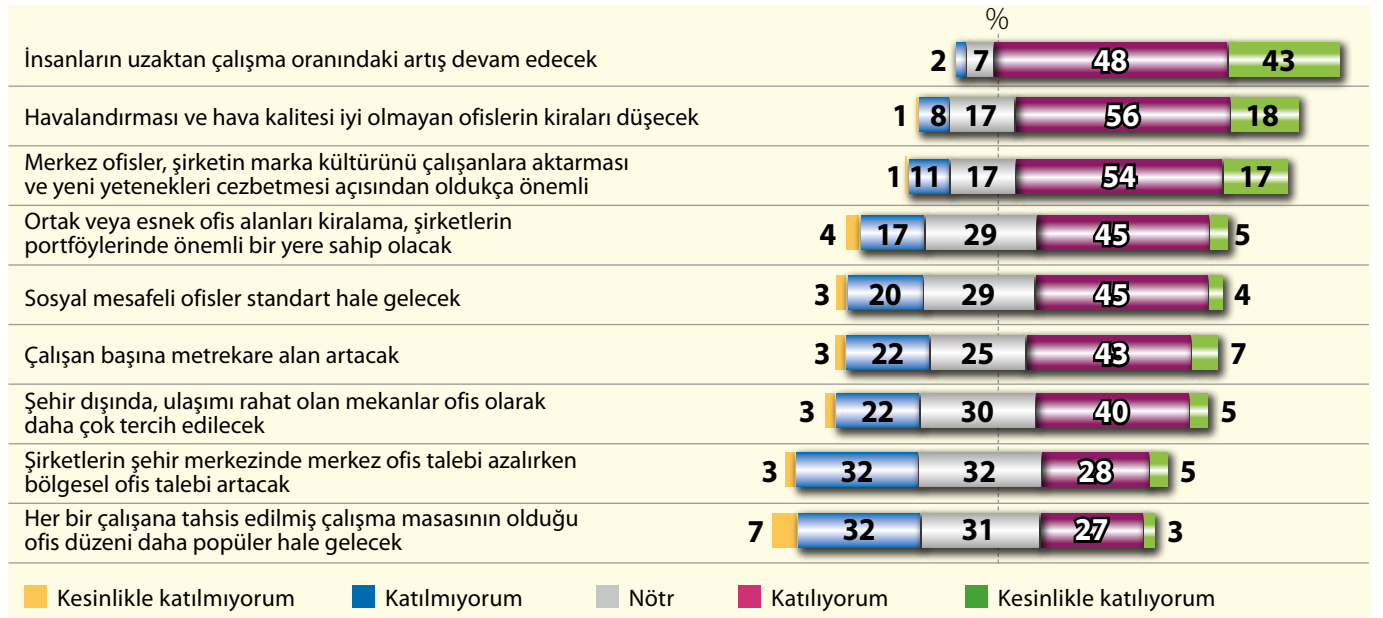 %
İnsanların uzaktan çalışma oranındaki artış devam edecek
2 7 48 43
Havalandırması ve hava kalitesi iyi olmayan ofislerin kiraları düşecek
1 8 17 56 18
Merkez ofisler, şirketin marka kültürünü çalışanlara aktarması
ve yeni yetenekleri cezbetmesi açısından oldukça önemli
1 11 17 54 17
Ortak veya esnek ofis alanları kiralama, şirketlerin
portföylerinde önemli bir yere sahip olacak
4 17 29 45 5
Sosyal mesafeli ofisler standart hale gelecek
3 20 29 45 4
Çalışan başına metrekare alan artacak
3 22 25 43 7
Şehir dışında, ulaşımı rahat olan mekanlar ofis olarak
daha çok tercih edilecek
3 22 30 40 5
Şirketlerin şehir merkezinde merkez ofis talebi azalırken
bölgesel ofis talebi artacak
3 32 32 28 5
Her bir çalışana tahsis edilmiş çalışma masasının olduğu
ofis düzeni daha popüler hale gelecek
7 32 31 27 3
Kesinlikle katılmıyorum Katılmıyorum Nötr Katılıyorum Kesinlikle katılıyorum